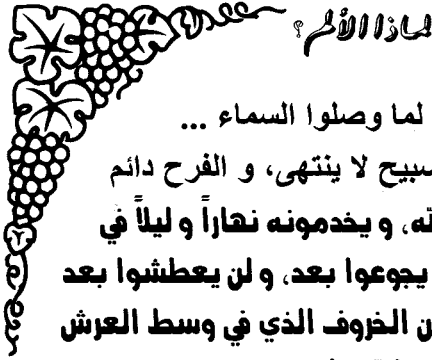 لماذا الألم ؟
لما وصلوا السماء ...
سبيح لا ينتهى، و الفرح دائم
ته، و يخدمونه نهاراً و ليلاً في
يجوعوا بعد، و لن يعطشوا بعد
ن الخروف الذي في وسط العرش